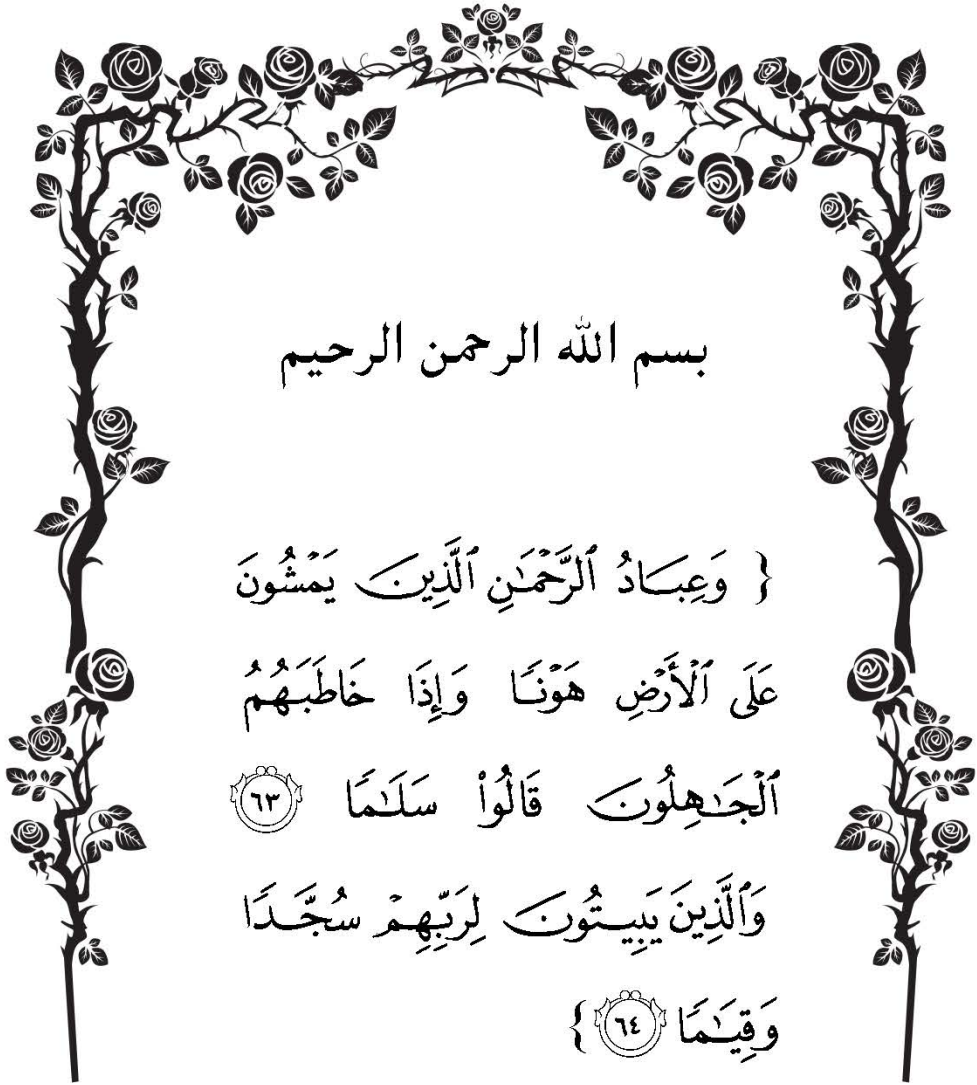 بسم الله الرحمن الرحيم
{ وَعِبَادُ ٱلرَّحْمَٰنِ ٱلَّذِينَ يَمْشُونَ
عَلَى ٱلْأَرْضِ هَوْنًا وَإِذَا خَاطَبَهُمُ
ٱلْجَٰهِلُونَ قَالُوا۟ سَلَٰمًا ٦٣
وَٱلَّذِينَ يَبِيتُونَ لِرَبِّهِمْ سُجَّدًا
وَقِيَٰمًا ٦٤ }